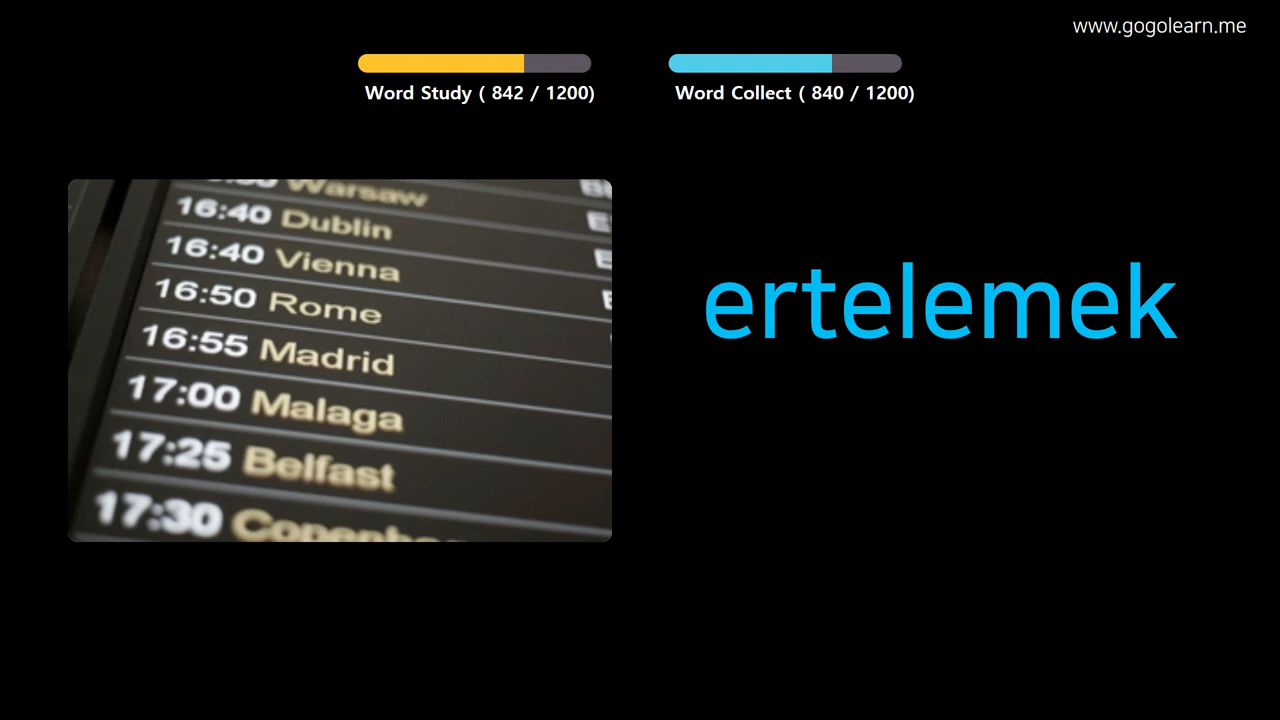 www.gogolearn.me
Word Study ( 842 / 1200)
Word Collect ( 840 / 1200)
Warsaw
16:40 Dublin
16:40 Vienna
16:50 Rome
16:55 Madrid
17:00 Malaga
17:25 Belfast
17:30
ertelemek